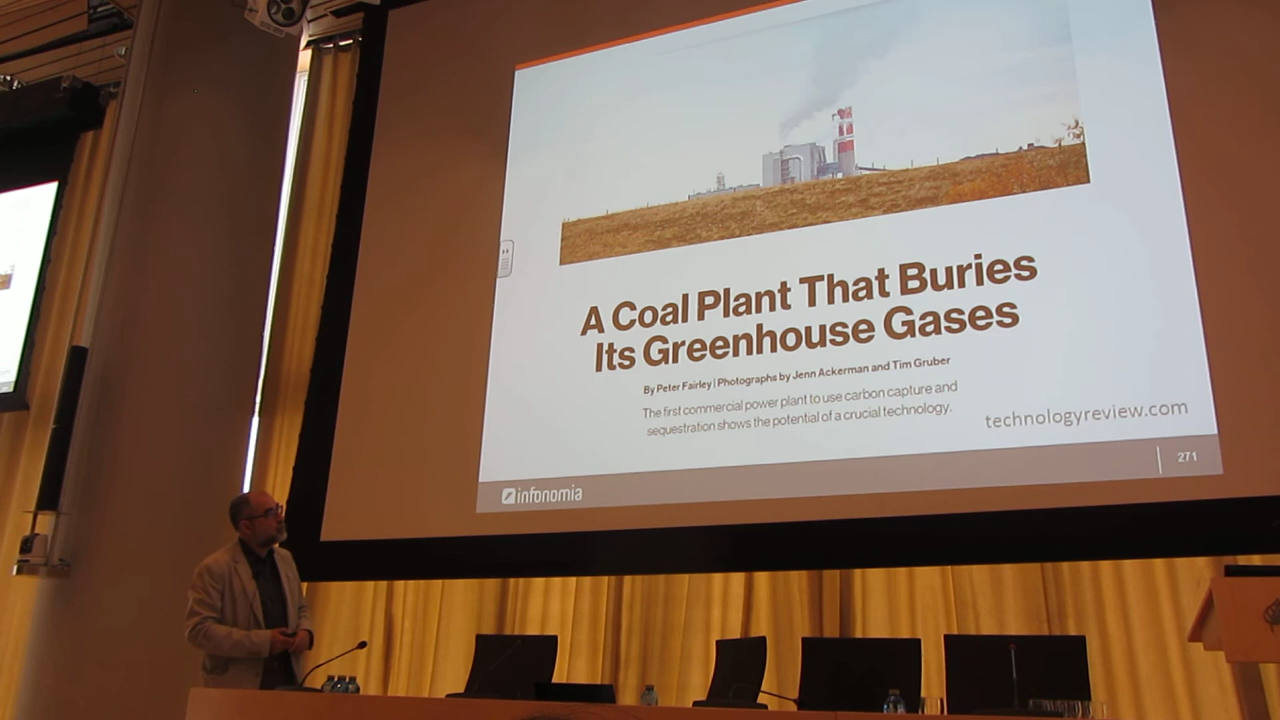 A Coal Plant That Buries
Its Greenhouse Gases
By Peter Fairley | Photographs by Jenn Ackerman and Tim Gruber
The first commercial power plant to use carbon capture and
sequestration shows the potential of a crucial technology.
technologyreview.com
271
infonomia